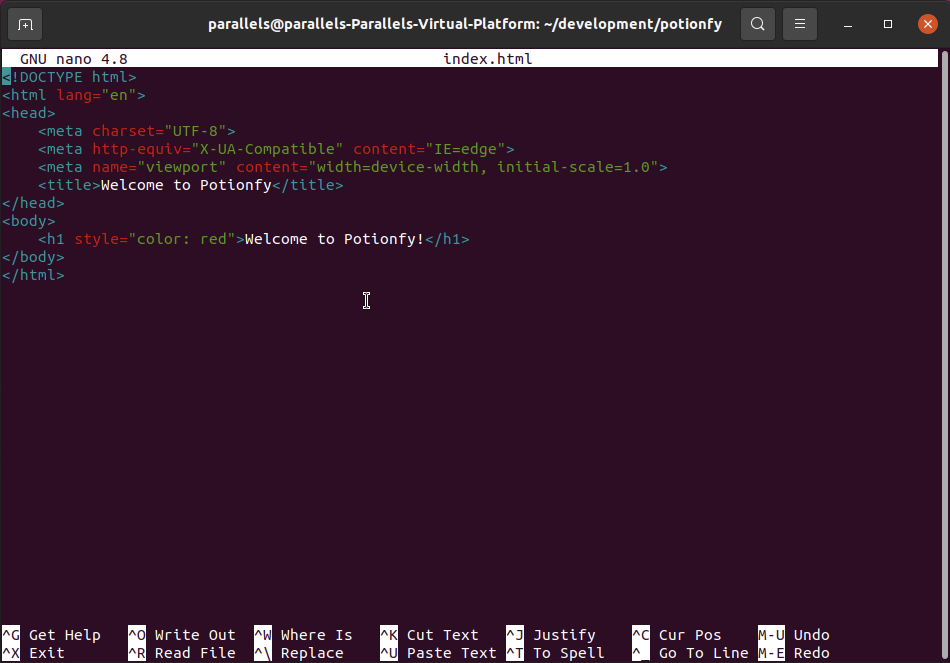 parallels@parallels-Parallels-Virtual-Platform: ~/development/potionfy
GNU nano 4.8 index.html
<!DOCTYPE html>
<html lang="en">
<head>
    <meta charset="UTF-8">
    <meta http-equiv="X-UA-Compatible" content="IE=edge">
    <meta name="viewport" content="width=device-width, initial-scale=1.0">
    <title>Welcome to Potionfy</title>
</head>
<body>
    <h1 style="color: red">Welcome to Potionfy!</h1>
</body>
</html>
^G Get Help ^O Write Out ^W Where Is ^K Cut Text ^J Justify ^C Cur Pos M-U Undo
^X Exit ^R Read File ^\ Replace ^U Paste Text ^T To Spell ^_ Go To Line M-E Redo